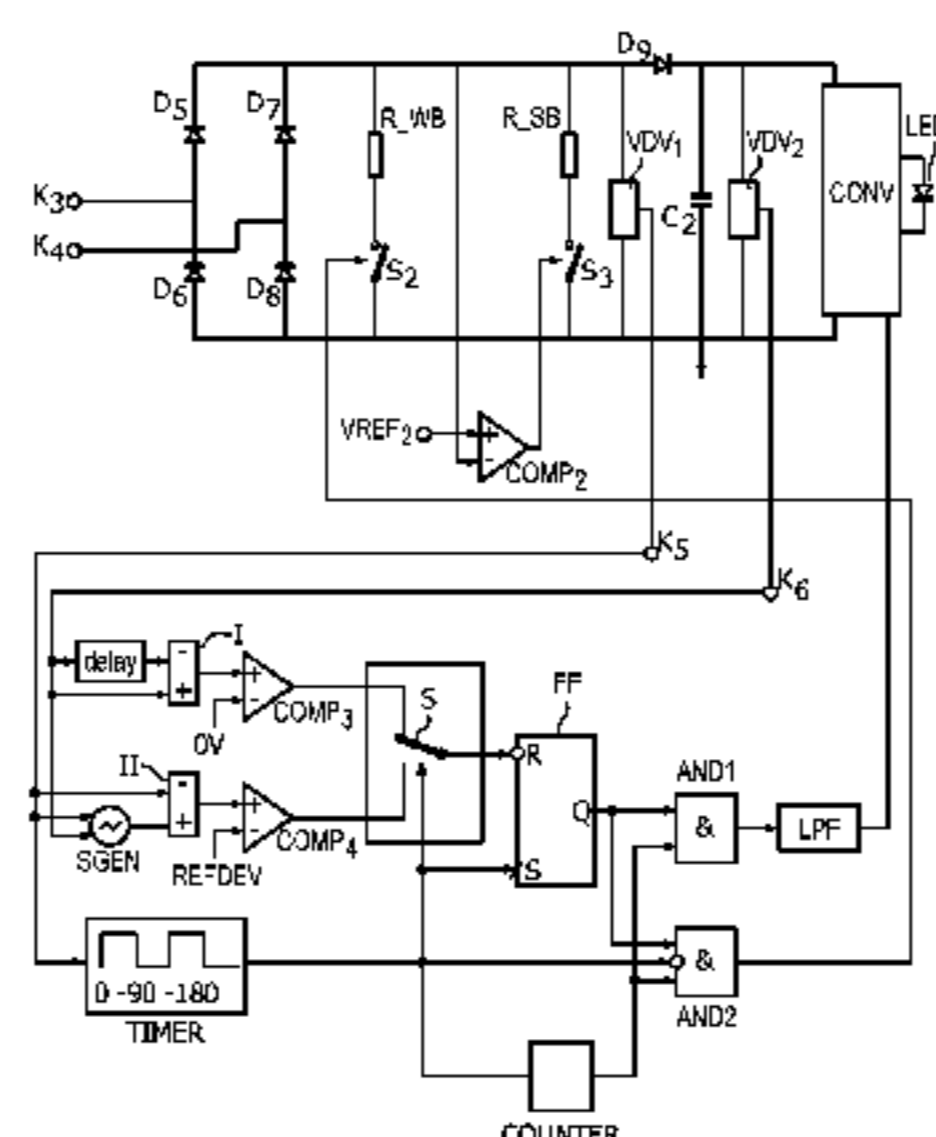 D9
D5
D7
R_WB
R_SB
VDV1
VDV2
LED
K3
CONV
C2
K4
S2
S3
D6
D8
VREF2
+
-
COMP2
K5
K6
I
delay
-
+
+
-
COMP3
0V
S
FF
R
Q
S
II
-
+
+
-
COMP4
SGEN
REFDEV
AND1
&
LPF
&
AND2
0 -90 -180
TIMER
COUNTER